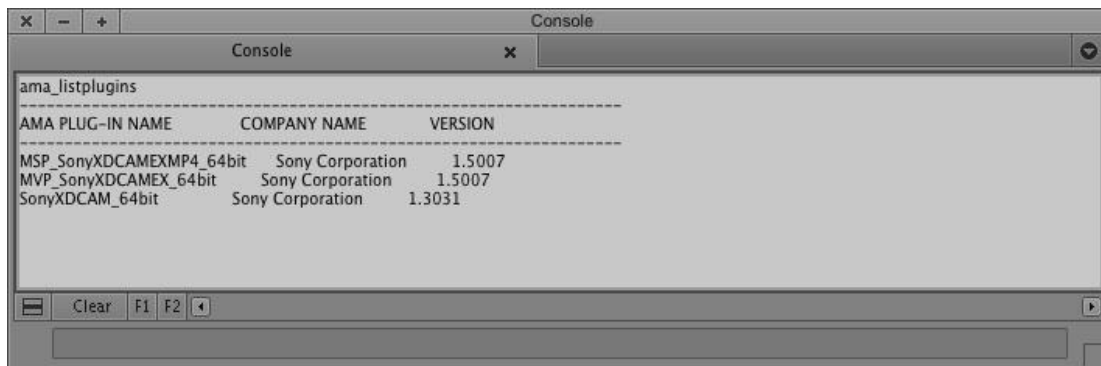 Console
Console
ama_listplugins
--------------------------------------------------------------------
AMA PLUG-IN NAME COMPANY NAME VERSION
--------------------------------------------------------------------
MSP_SonyXDCAMEXMP4_64bit Sony Corporation 1.5007
MVP_SonyXDCAMEX_64bit Sony Corporation 1.5007
SonyXDCAM_64bit Sony Corporation 1.3031
Clear F1 F2